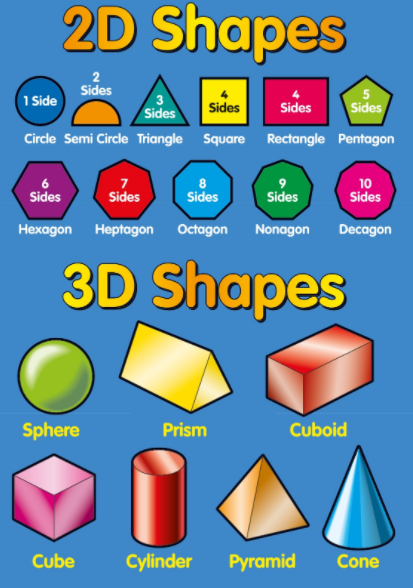 2D Shapes
1 Side
2
Sides
3
Sides
4
Sides
4
Sides
5
Sides
Circle Semi Circle Triangle Square Rectangle Pentagon
6
Sides
7
Sides
8
Sides
9
Sides
10
Sides
Hexagon Heptagon Octagon Nonagon Decagon
3D Shapes
Sphere Prism Cuboid
Cube Cylinder Pyramid Cone